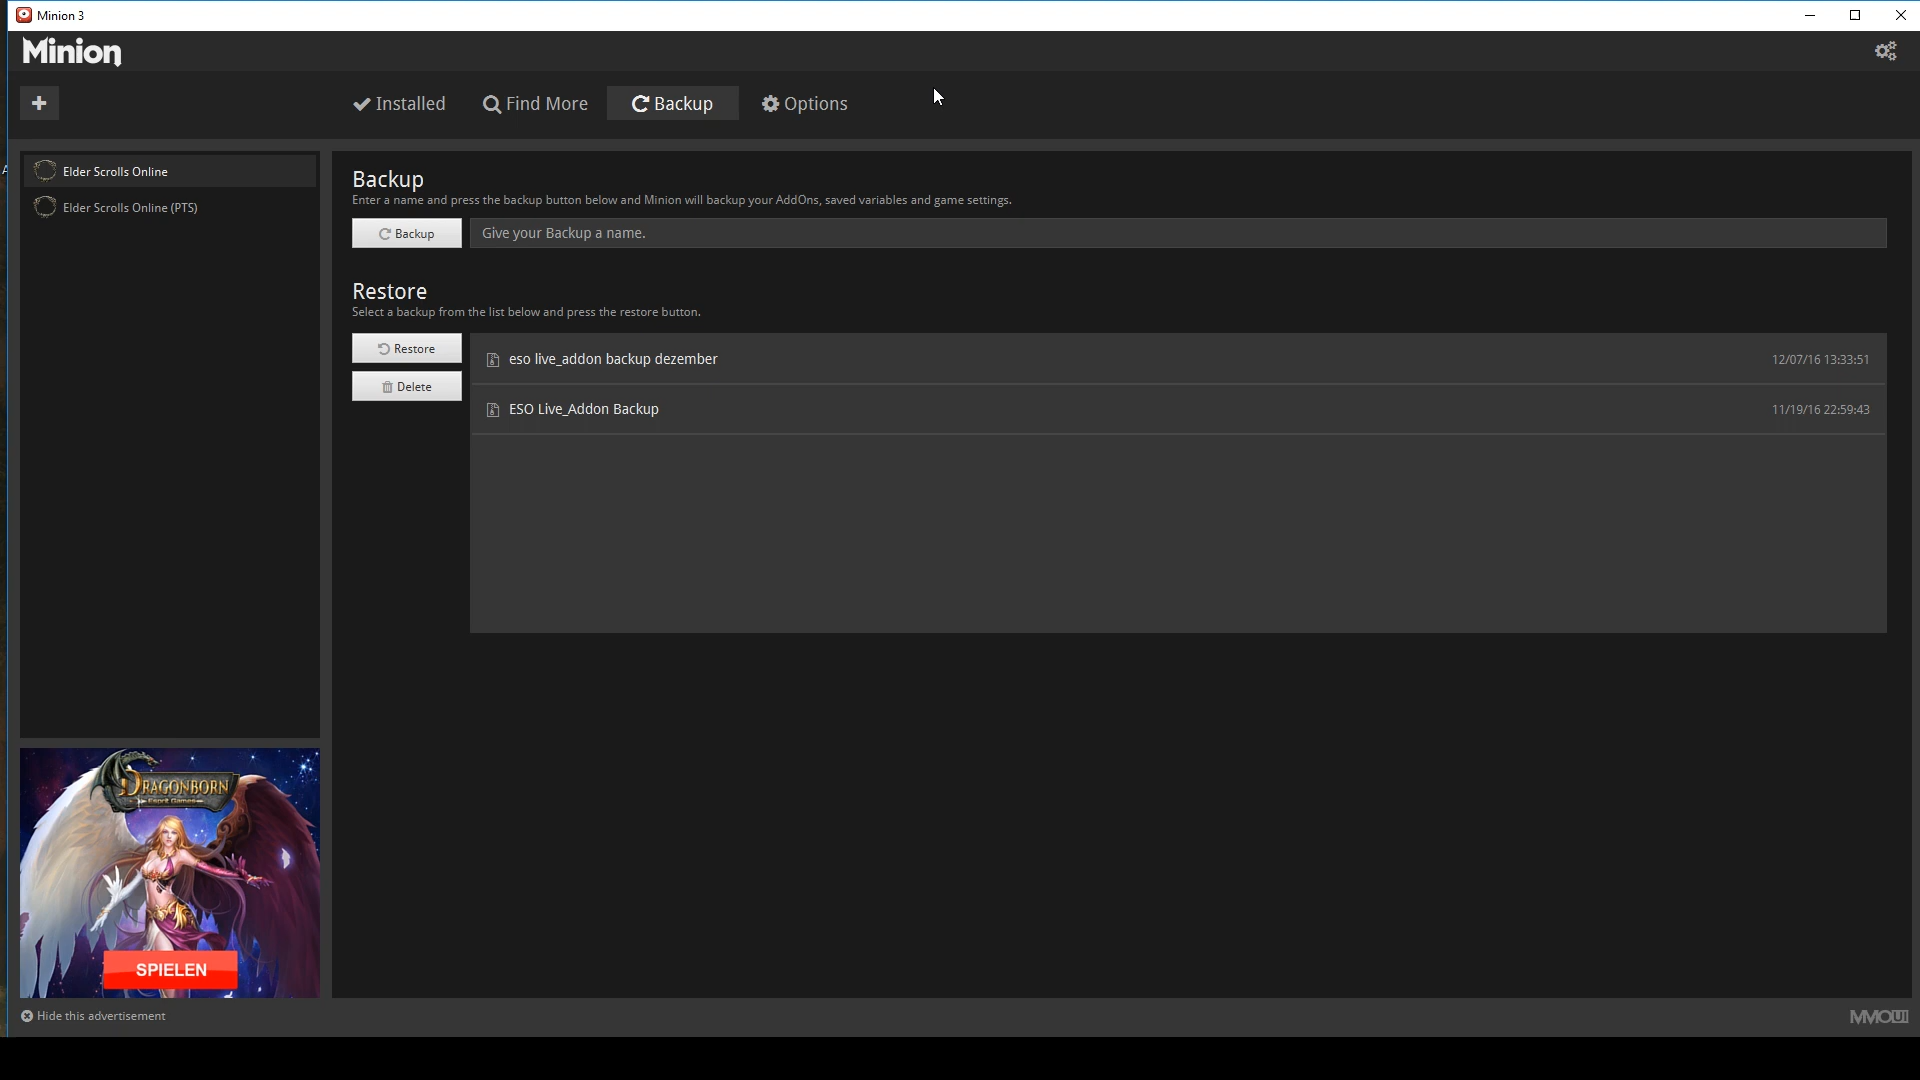 Minion 3
Minion
Installed
Find More
Backup
Options
Elder Scrolls Online
Elder Scrolls Online (PTS)
Backup
Enter a name and press the backup button below and Minion will backup your AddOns, saved variables and game settings.
Backup
Give your Backup a name.
Restore
Select a backup from the list below and press the restore button.
Restore
Delete
eso live_addon backup dezember 12/07/16 13:33:51
ESO Live_Addon Backup 11/19/16 22:59:43
DRAGONBORN
Esprit Games
SPIELEN
Hide this advertisement
MMOUI